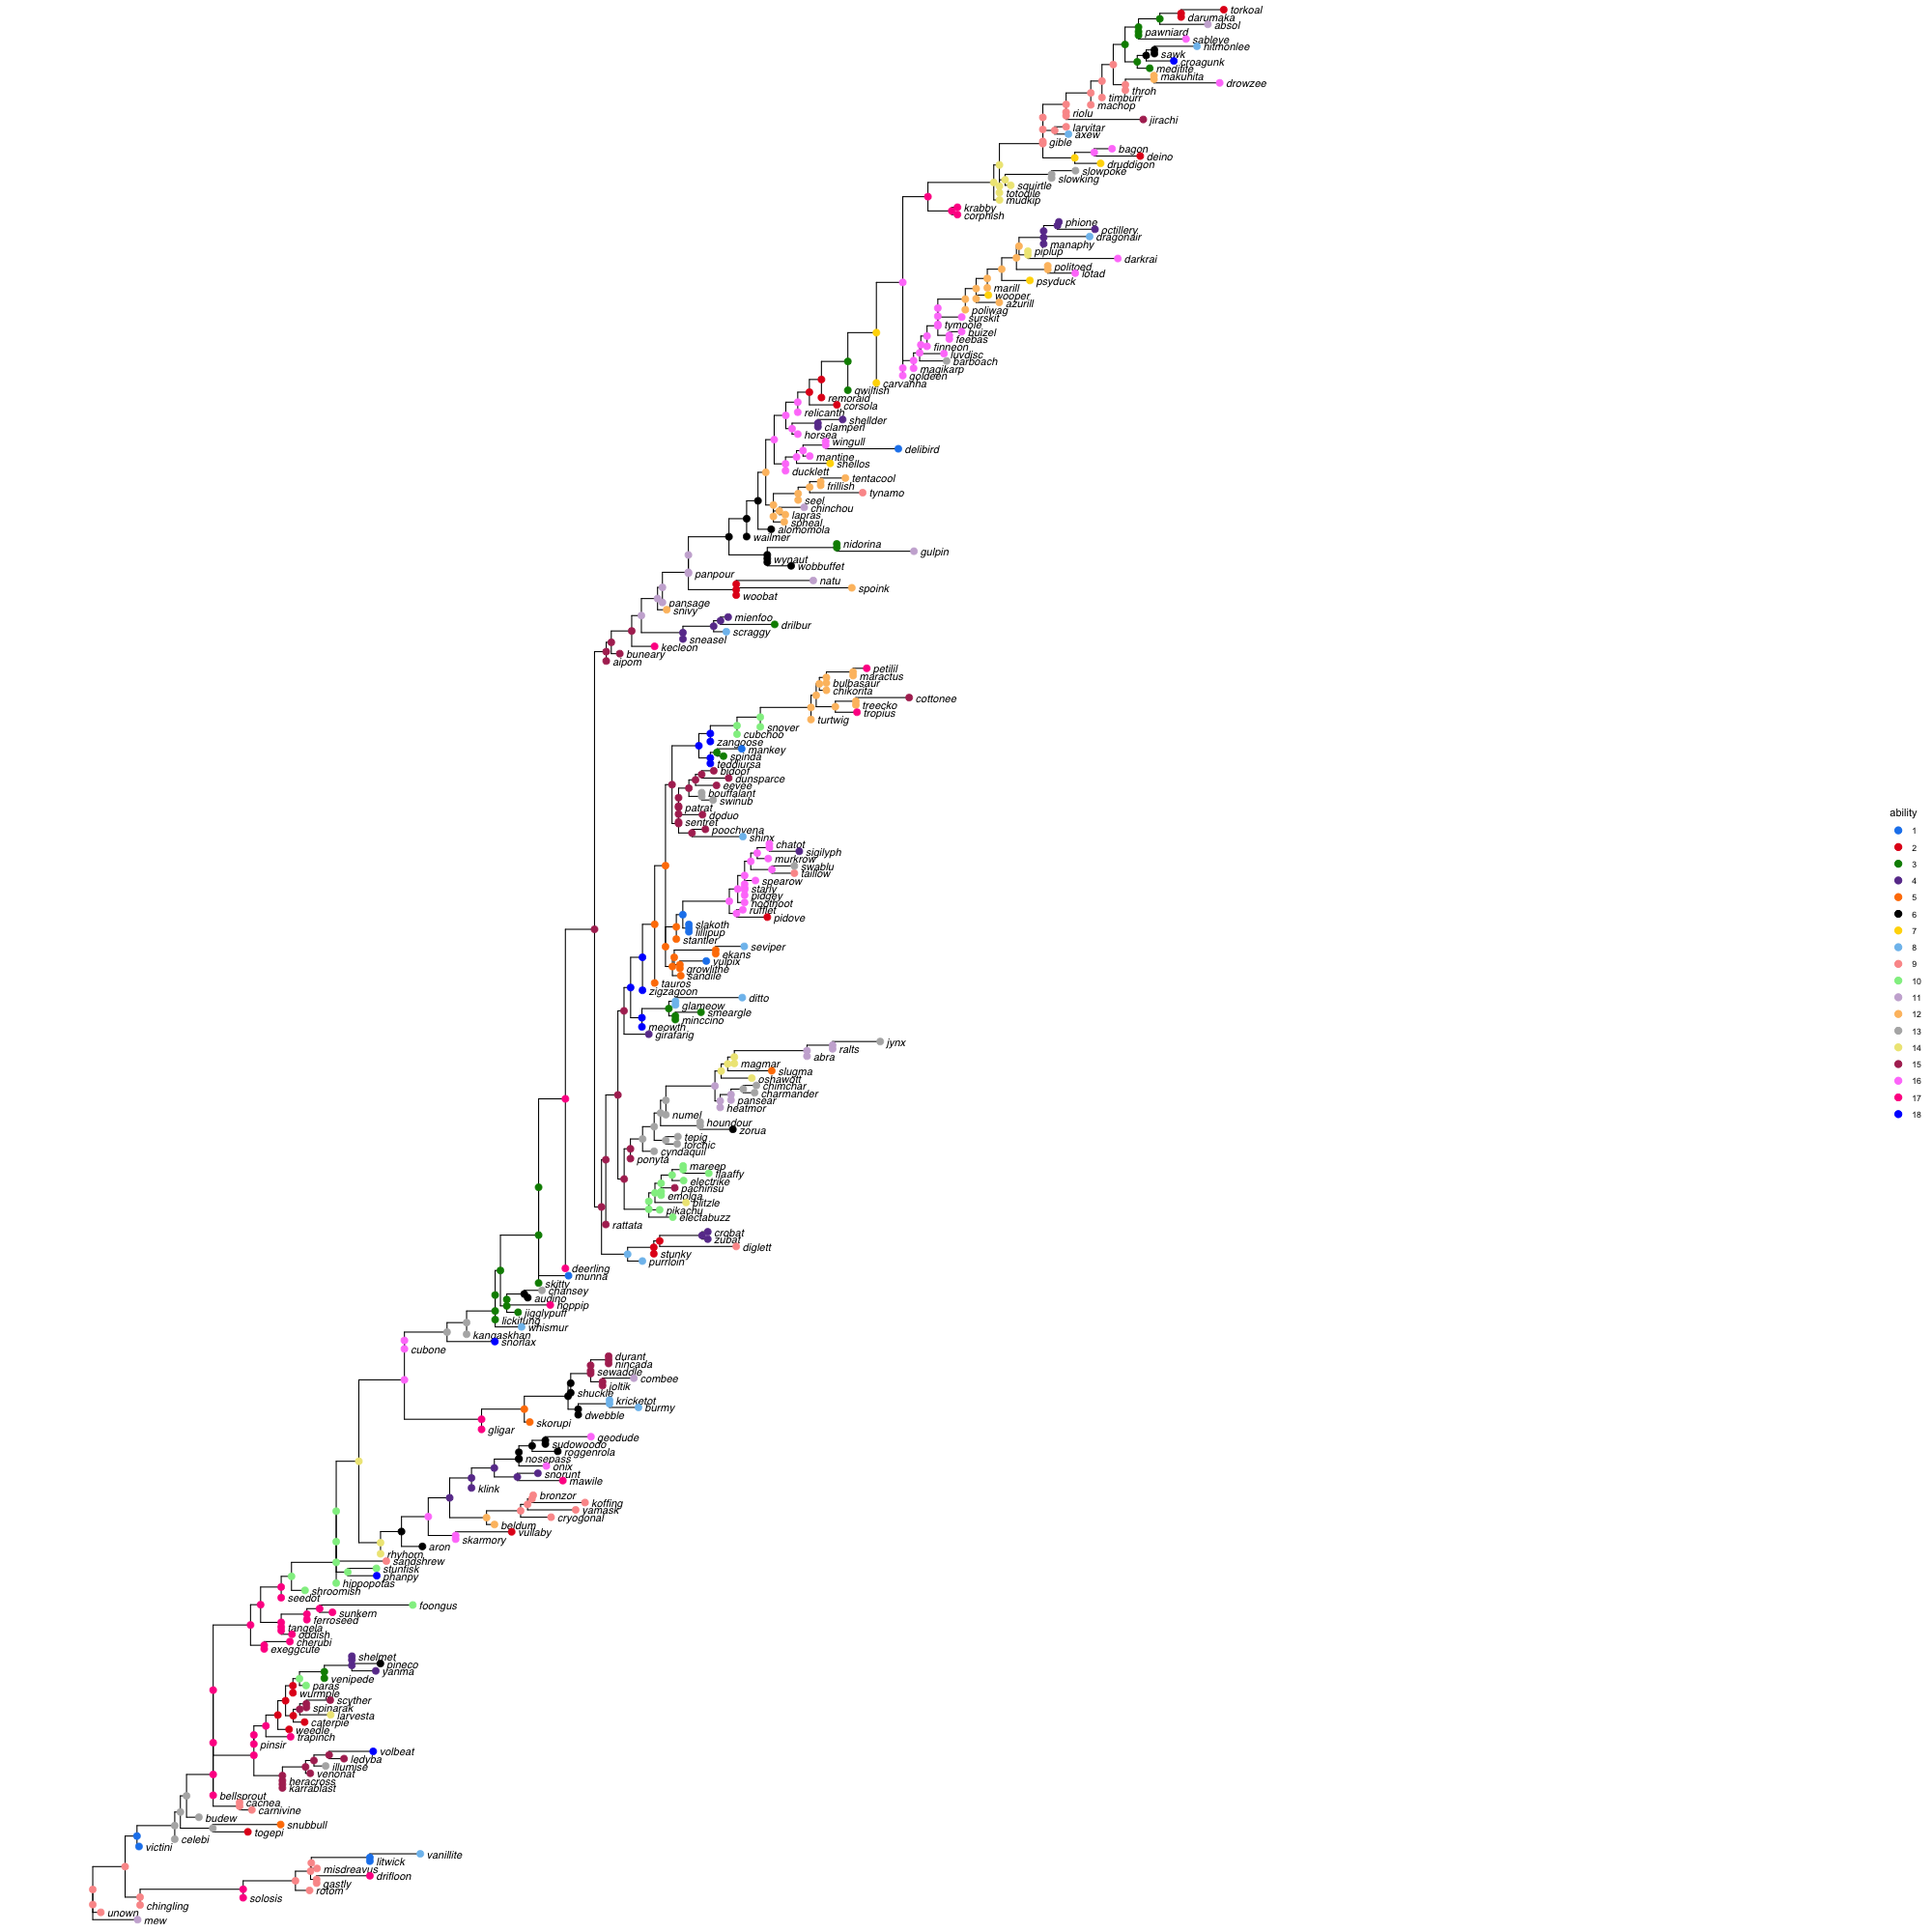 torkoal
darumaka
absol
pawniard
sableye
hitmonlee
sawk
croagunk
meditite
makuhita
drowzee
throh
timburr
machop
riolu
jirachi
larvitar
axew
gible
bagon
deino
druddigon
slowpoke
slowking
squirtle
totodile
mudkip
krabby
corphish
phione
octillery
dragonair
manaphy
piplup
darkrai
politoed
lotad
psyduck
marill
wooper
azurill
poliwag
surskit
tympole
buizel
feebas
finneon
luvdisc
barboach
magikarp
goldeen
carvanha
qwilfish
remoraid
corsola
relicanth
shellder
clamperl
horsea
wingull
delibird
mantine
shellos
ducklett
tentacool
frillish
tynamo
seel
chinchou
lapras
spheal
alomomola
wailmer
nidorina
gulpin
wynaut
wobbuffet
panpour
natu
spoink
woobat
pansage
snivy
mienfoo
drilbur
scraggy
sneasel
kecleon
buneary
aipom
petilil
maractus
bulbasaur
chikorita
cottonee
treecko
tropius
turtwig
snover
cubchoo
zangoose
mankey
spinda
teddiursa
bidoof
dunsparce
eevee
bouffalant
swinub
patrat
doduo
sentret
poochyena
shinx
chatot
sigilyph
murkrow
swablu
taillow
spearow
starly
pidgey
hoothoot
rufflet
pidove
slakoth
lillipup
stantler
seviper
ekans
vulpix
growlithe
sandile
tauros
zigzagoon
ditto
glameow
smeargle
minccino
meowth
girafarig
jynx
ralts
abra
magmar
slugma
oshawott
chimchar
charmander
pansear
heatmor
numel
houndour
zorua
tepig
torchic
cyndaquil
ponyta
mareep
flaaffy
electrike
pachirisu
emolga
blitzle
pikachu
electabuzz
rattata
crobat
zubat
diglett
stunky
purrloin
deerling
munna
skitty
chansey
audino
hoppip
jigglypuff
lickitung
whismur
kangaskhan
snorlax
cubone
durant
nincada
sewaddle
combee
joltik
shuckle
kricketot
burmy
dwebble
skorupi
gligar
geodude
sudowoodo
roggenrola
nosepass
onix
snorunt
mawile
klink
bronzor
koffing
yamask
cryogonal
beldum
vullaby
skarmory
aron
rhyhorn
sandshrew
stunfisk
phanpy
hippopotas
shroomish
seedot
foongus
sunkern
ferroseed
tangela
oddish
cherubi
exeggcute
shelmet
pineco
yanma
venipede
paras
wurmple
scyther
spinarak
larvesta
caterpie
weedle
trapinch
pinsir
volbeat
ledyba
illumise
venonat
heracross
karrablast
bellsprout
cacnea
carnivine
budew
snubbull
togepi
celebi
victini
vanillite
litwick
misdreavus
drifloon
gastly
rotom
solosis
chingling
unown
mew
ability
1
2
3
4
5
6
7
8
9
10
11
12
13
14
15
16
17
18